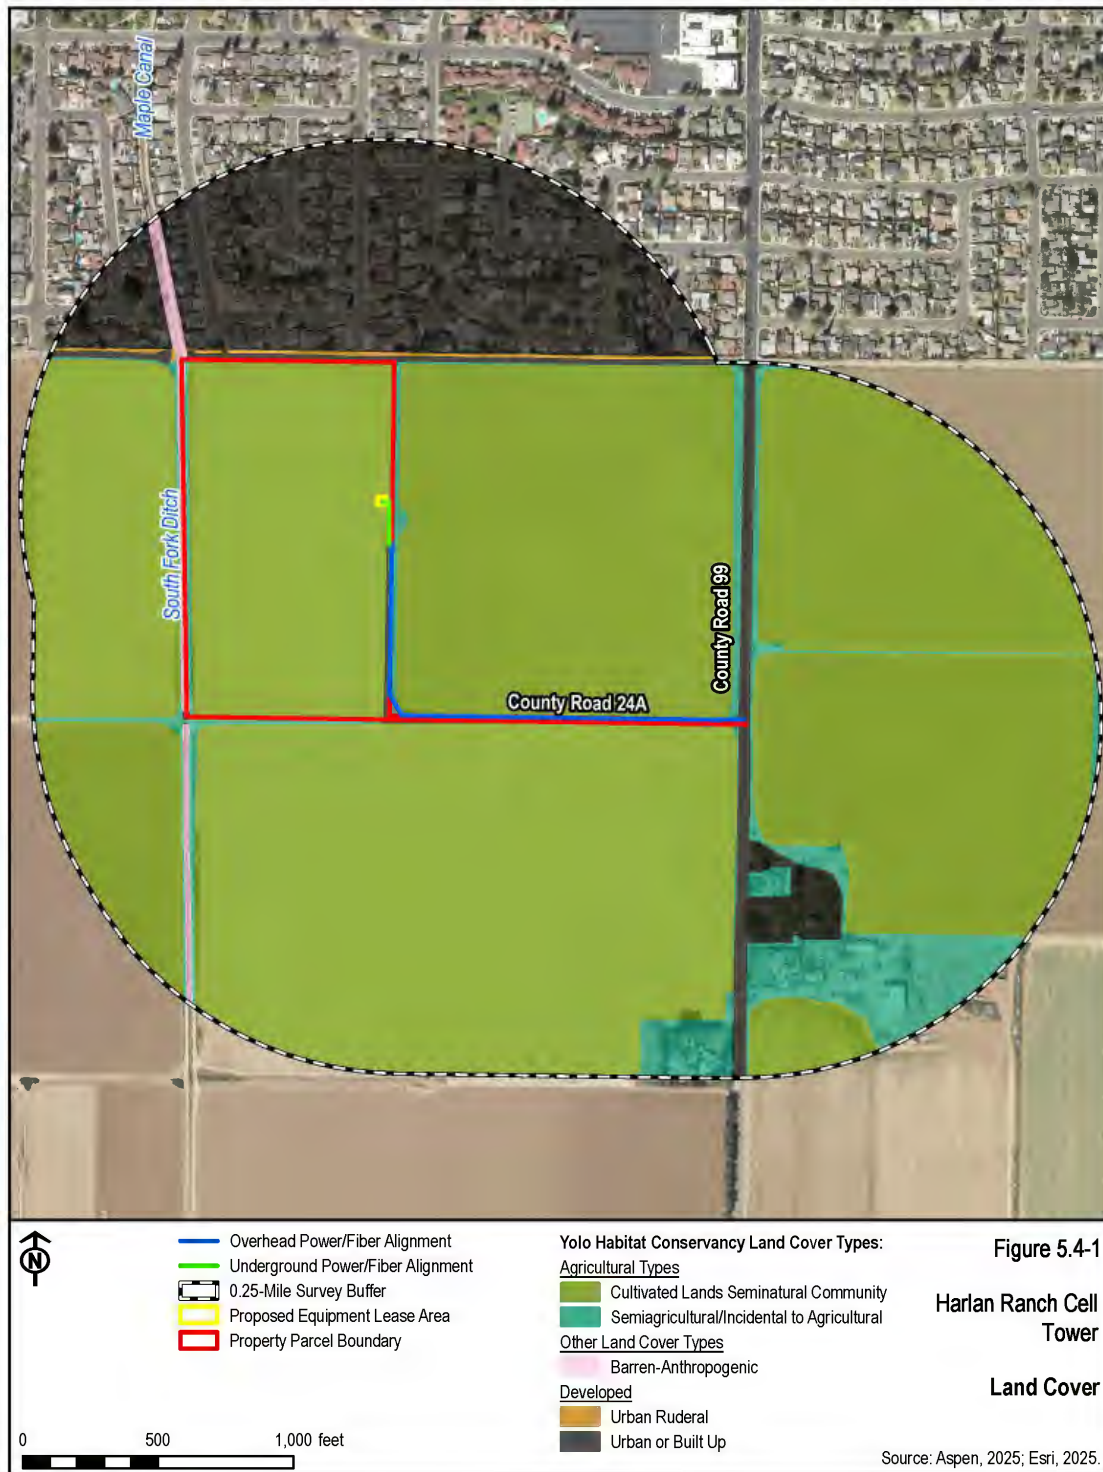 Maple Canal
South Fork Ditch
County Road 99
County Road 24A
N
Overhead Power/Fiber Alignment
Underground Power/Fiber Alignment
0.25-Mile Survey Buffer
Proposed Equipment Lease Area
Property Parcel Boundary
0 500 1,000 feet
Yolo Habitat Conservancy Land Cover Types:
Agricultural Types
Cultivated Lands Seminatural Community
Semiagricultural/Incidental to Agricultural
Other Land Cover Types
Barren-Anthropogenic
Developed
Urban Ruderal
Urban or Built Up
Figure 5.4-1
Harlan Ranch Cell
Tower
Land Cover
Source: Aspen, 2025; Esri, 2025.